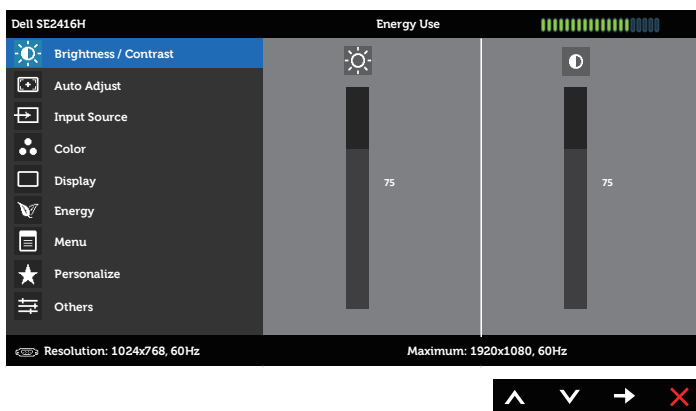 Dell SE2416H Energy Use
Brightness / Contrast
Auto Adjust
Input Source
Color
Display 75 75
Energy
Menu
Personalize
Others
Resolution: 1024x768, 60Hz Maximum: 1920x1080, 60Hz